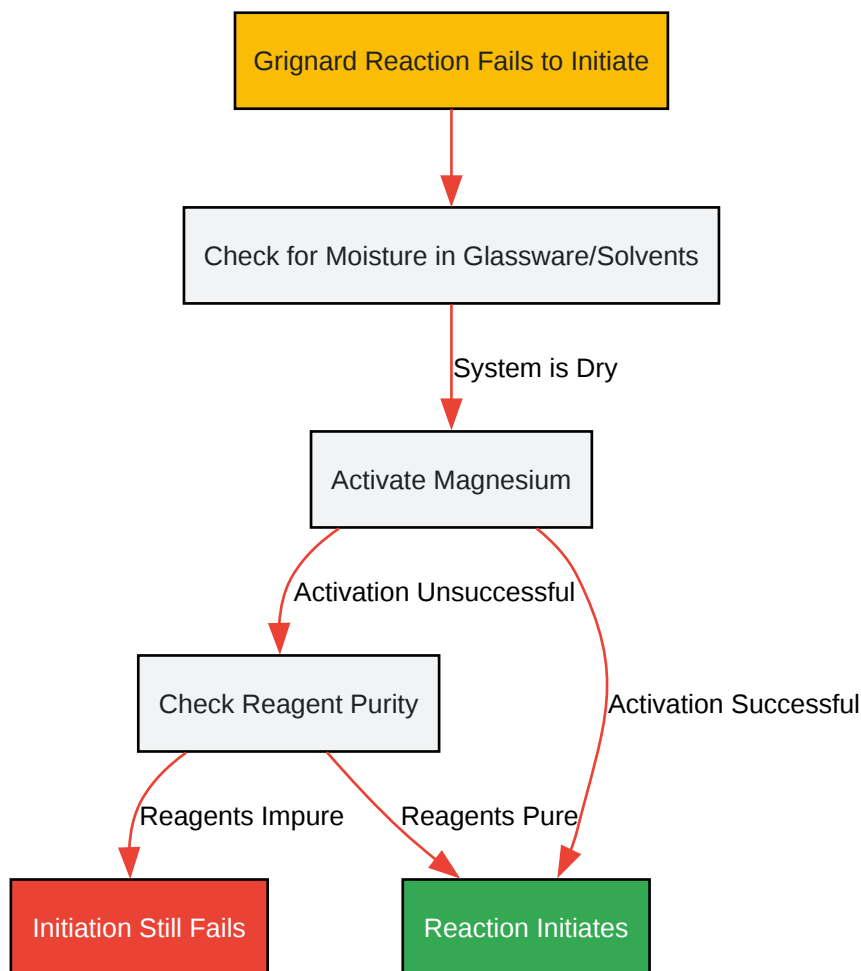 Grignard Reaction Fails to Initiate
Check for Moisture in Glassware/Solvents
System is Dry
Activate Magnesium
Activation Unsuccessful
Check Reagent Purity
Activation Successful
Reagents Impure
Reagents Pure
Initiation Still Fails
Reaction Initiates